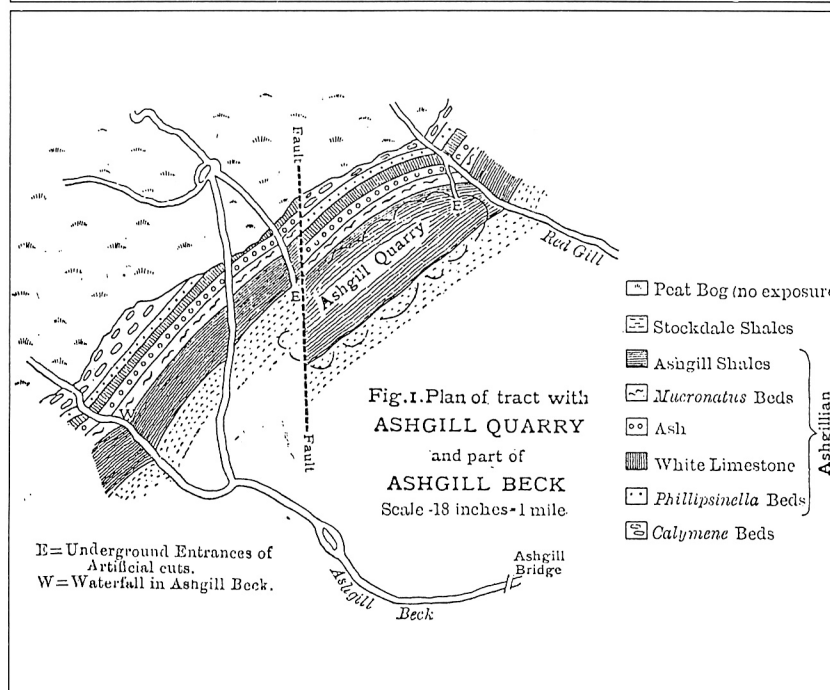 Fault
E
Ashgill Quarry
E
Red Gill
W
Fault
Fig.1. Plan of tract with
ASHGILL QUARRY
and part of
ASHGILL BECK
Scale -18 inches = 1 mile.
E=Underground Entrances of
Artificial cuts.
W=Waterfall in Ashgill Beck.
Ashgill
Beck
Ashgill
Bridge
Peat Bog (no exposure
Stockdale Shales
Ashgill Shales
Mucronatus Beds
Ash
White Limestone
Phillipsinella Beds
Calymene Beds
Ashgillian